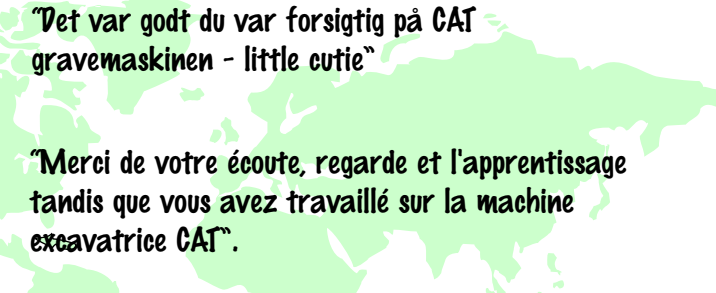 “Det var godt du var forsigtig på CAT
gravemaskinen - little cutie“
“Merci de votre écoute, regarde et l'apprentissage
tandis que vous avez travaillé sur la machine
excavatrice CAT“.